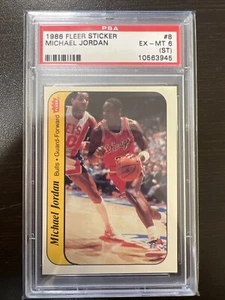 PSA
1986 FLEER STICKER #8
MICHAEL JORDAN EX-MT 6
(ST)
10563945
Michael Jordan Bulls • Guard-Forward